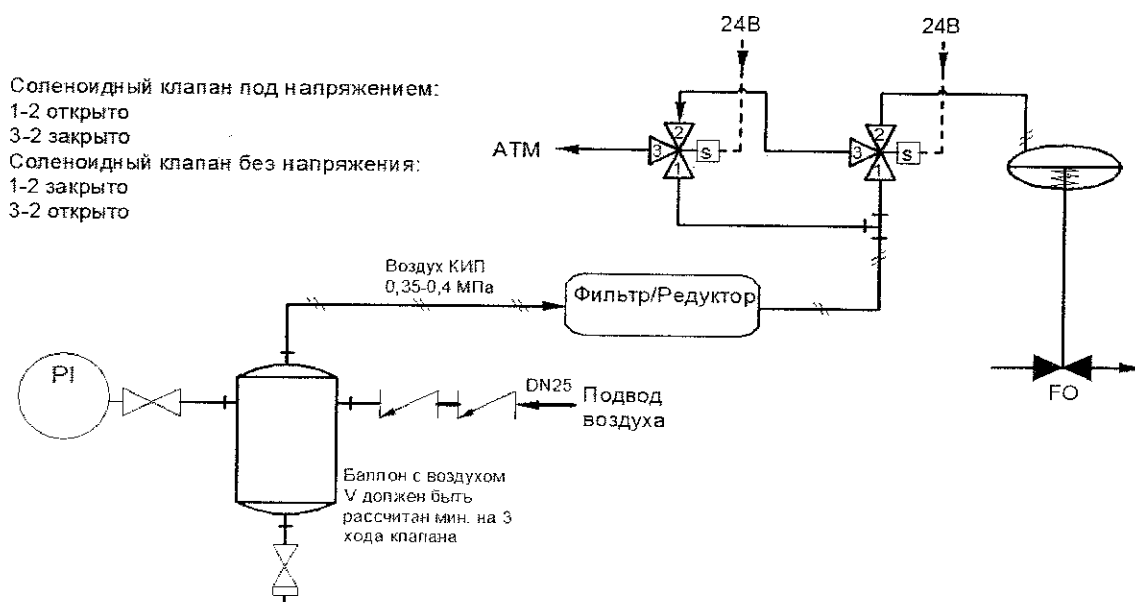 24В
24В
Соленоидный клапан под напряжением:
1-2 открыто
3-2 закрыто
Соленоидный клапан без напряжения:
1-2 закрыто
3-2 открыто
АТМ
2
3
S
1
2
3
S
1
Воздух КИП
0,35-0,4 МПа
Фильтр/Редуктор
PI
DN25
Подвод
воздуха
FO
Баллон с воздухом
V должен быть
рассчитан мин. на 3
хода клапана